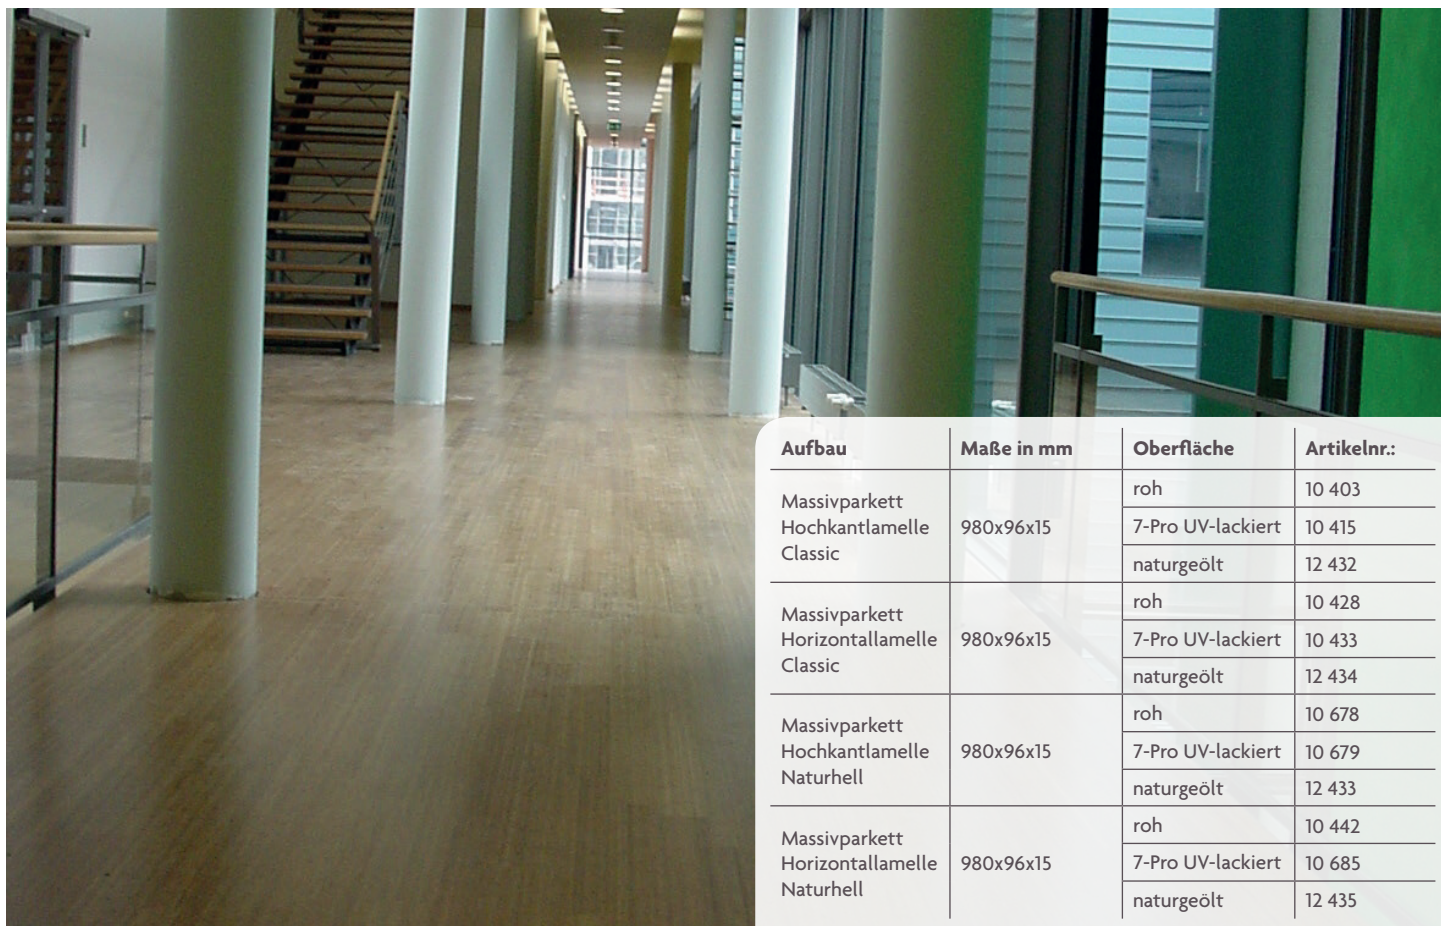 Aufbau Maße in mm Oberfläche Artikelnr.:
Massivparkett Hochkantlamelle Classic 980x96x15 roh 10 403
7-Pro UV-lackiert 10 415
naturgeölt 12 432
Massivparkett Horizontallamelle Classic 980x96x15 roh 10 428
7-Pro UV-lackiert 10 433
naturgeölt 12 434
Massivparkett Hochkantlamelle Naturhell 980x96x15 roh 10 678
7-Pro UV-lackiert 10 679
naturgeölt 12 433
Massivparkett Horizontallamelle Naturhell 980x96x15 roh 10 442
7-Pro UV-lackiert 10 685
naturgeölt 12 435